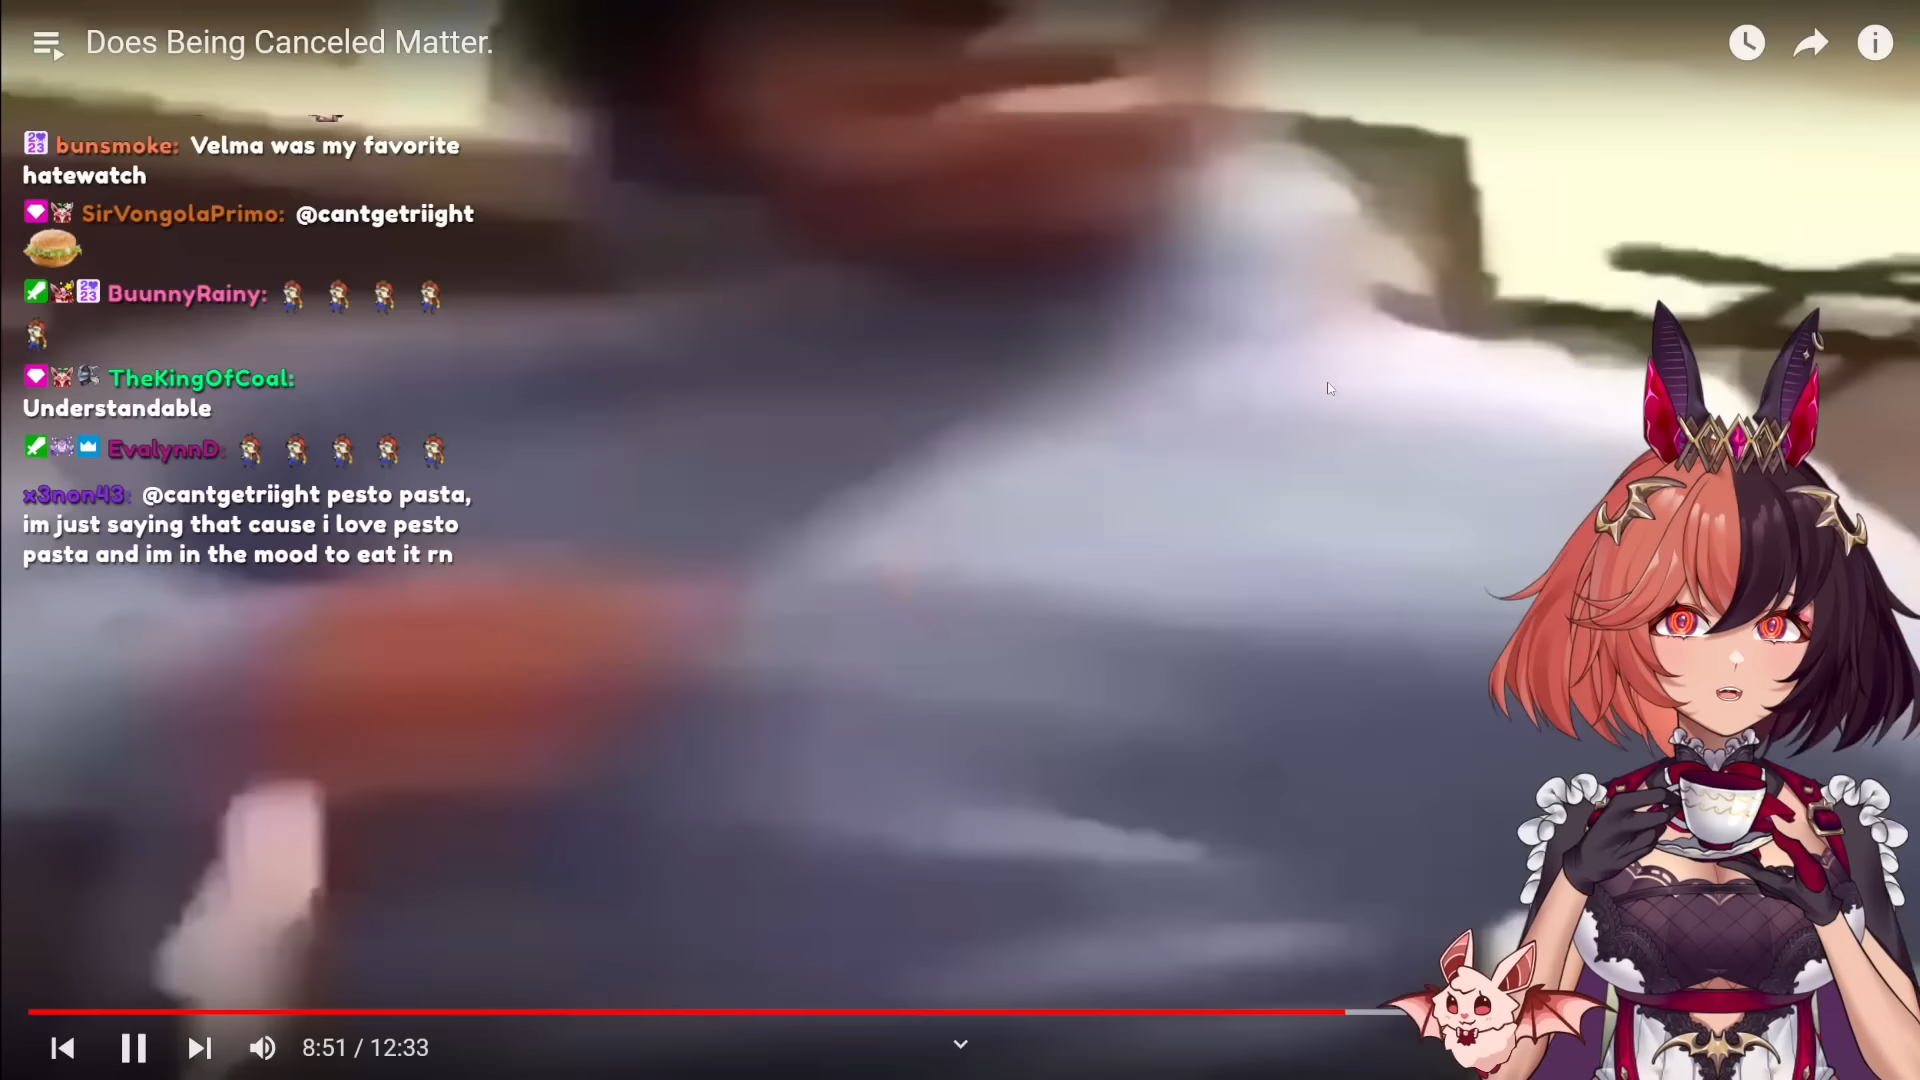 Does Being Canceled Matter.
bunsmoke: Velma was my favorite
hatewatch
SirVongolaPrimo: @cantgetriight
BuunnyRainy:
TheKingOfCoal:
Understandable
EvalynnD:
x3non43: @cantgetriight pesto pasta,
im just saying that cause i love pesto
pasta and im in the mood to eat it rn
8:51 / 12:33